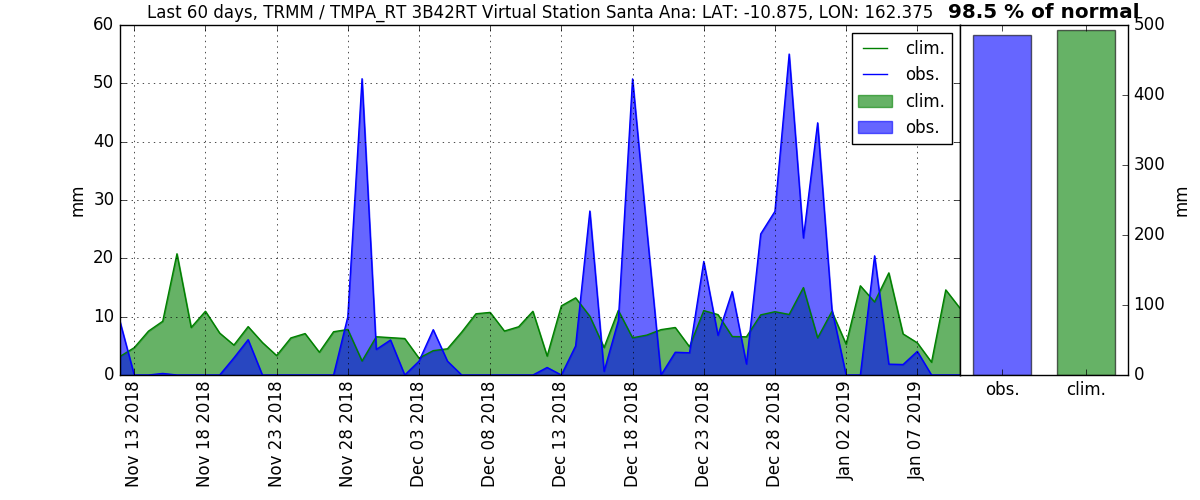 Last 60 days, TRMM / TMPA_RT 3B42RT Virtual Station Santa Ana: LAT: -10.875, LON: 162.375
98.5 % of normal
60
50
40
30
20
10
0
mm
clim.
obs.
clim.
obs.
500
400
300
200
100
0
mm
Nov 13 2018
Nov 18 2018
Nov 23 2018
Nov 28 2018
Dec 03 2018
Dec 08 2018
Dec 13 2018
Dec 18 2018
Dec 23 2018
Dec 28 2018
Jan 02 2019
Jan 07 2019
obs.
clim.